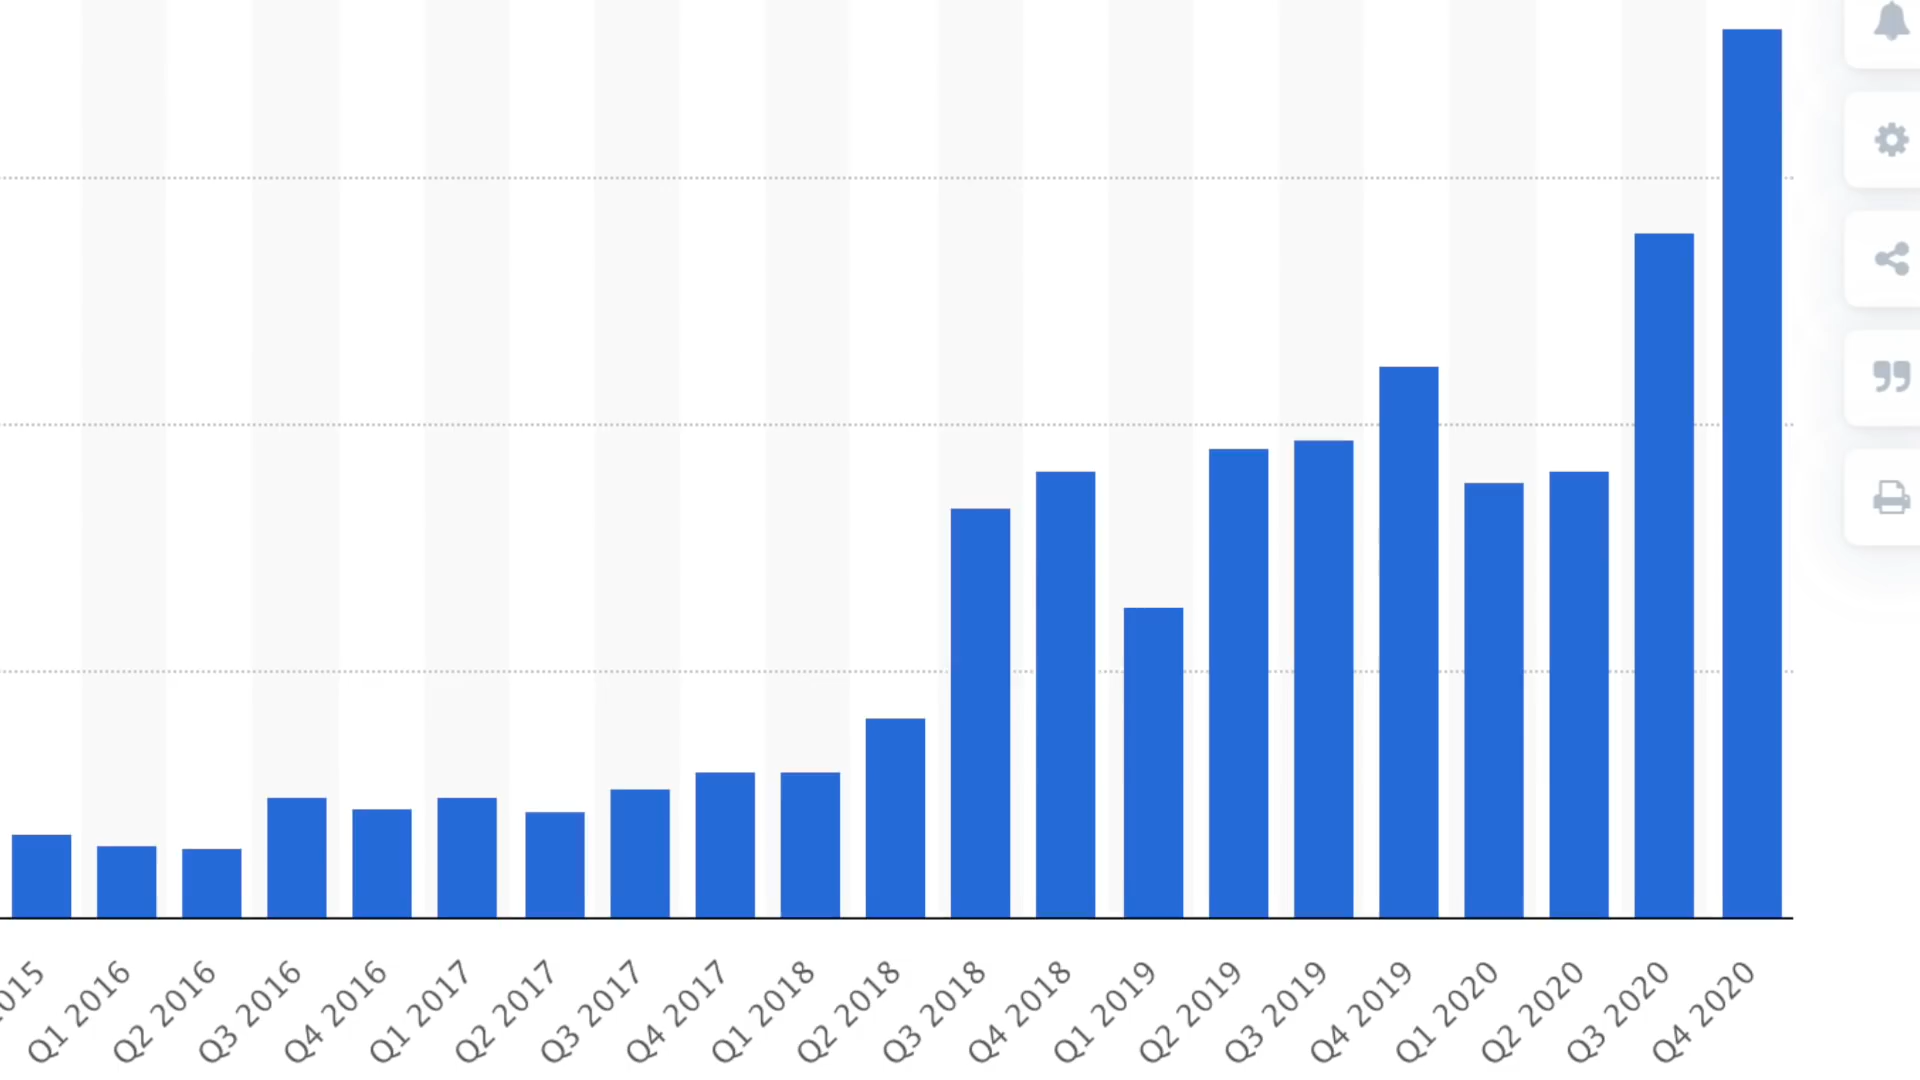 015
Q1 2016
Q2 2016
Q3 2016
Q4 2016
Q1 2017
Q2 2017
Q3 2017
Q4 2017
Q1 2018
Q2 2018
Q3 2018
Q4 2018
Q1 2019
Q2 2019
Q3 2019
Q4 2019
Q1 2020
Q2 2020
Q3 2020
Q4 2020